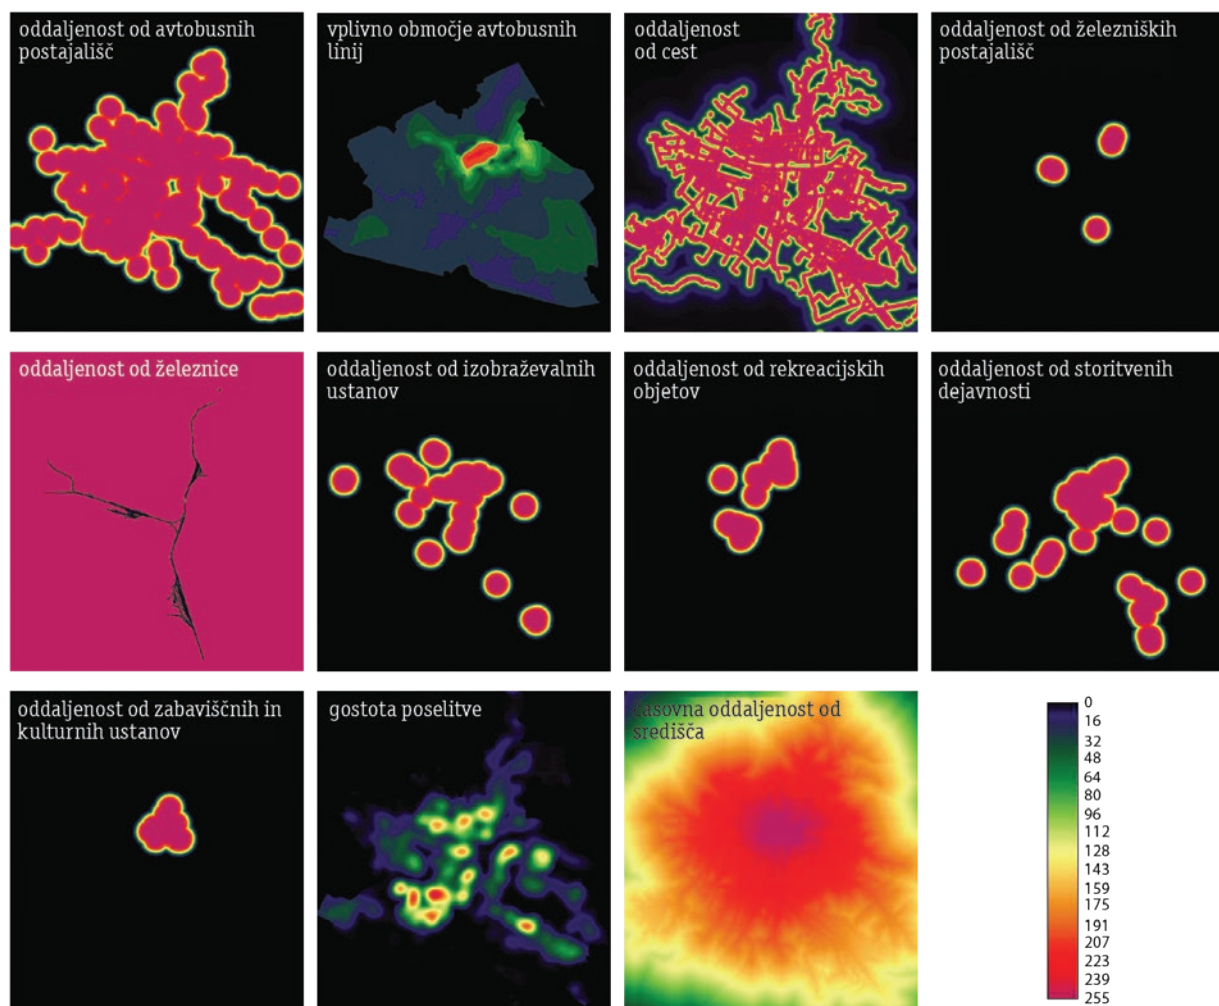 oddaljenost od avtobusnih
postajališč
vplivno območje avtobusnih
linij
oddaljenost
od cest
oddaljenost od železniških
postajališč
oddaljenost od železnice
oddaljenost od izobraževalnih
ustanov
oddaljenost od rekreacijskih
objetov
oddaljenost od storitvenih
dejavnosti
oddaljenost od zabaviščnih in
kulturnih ustanov
gostota poselitve
časovna oddaljenost od
središča
0
16
32
48
64
80
96
112
128
143
159
175
191
207
223
239
255